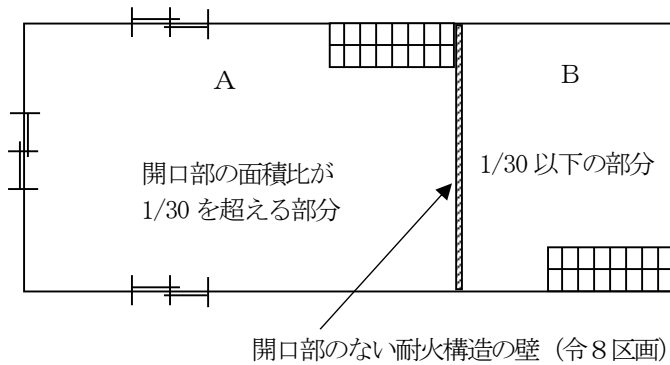 A
B
開口部の面積比が
1/30 を超える部分
1/30 以下の部分
開口部のない耐火構造の壁（令８区画）